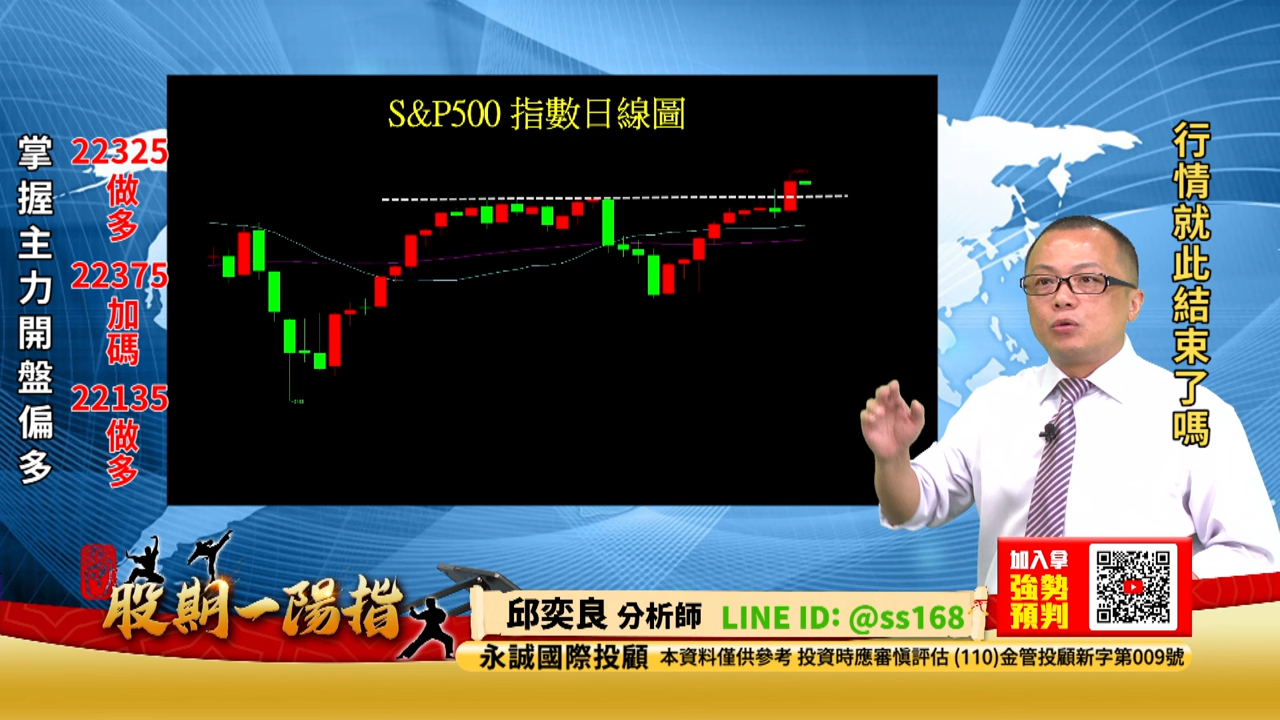 S&P500 指數日線圖
掌握主力開盤偏多
22325
做多
22375
加碼
22135
做多
行情就此結束了嗎
股期一陽指
邱奕良 分析師 LINE ID: @ss168
永誠國際投顧 本資料僅供參考 投資時應審慎評估 (110)金管投顧新字第009號
加入拿
強勢
預判